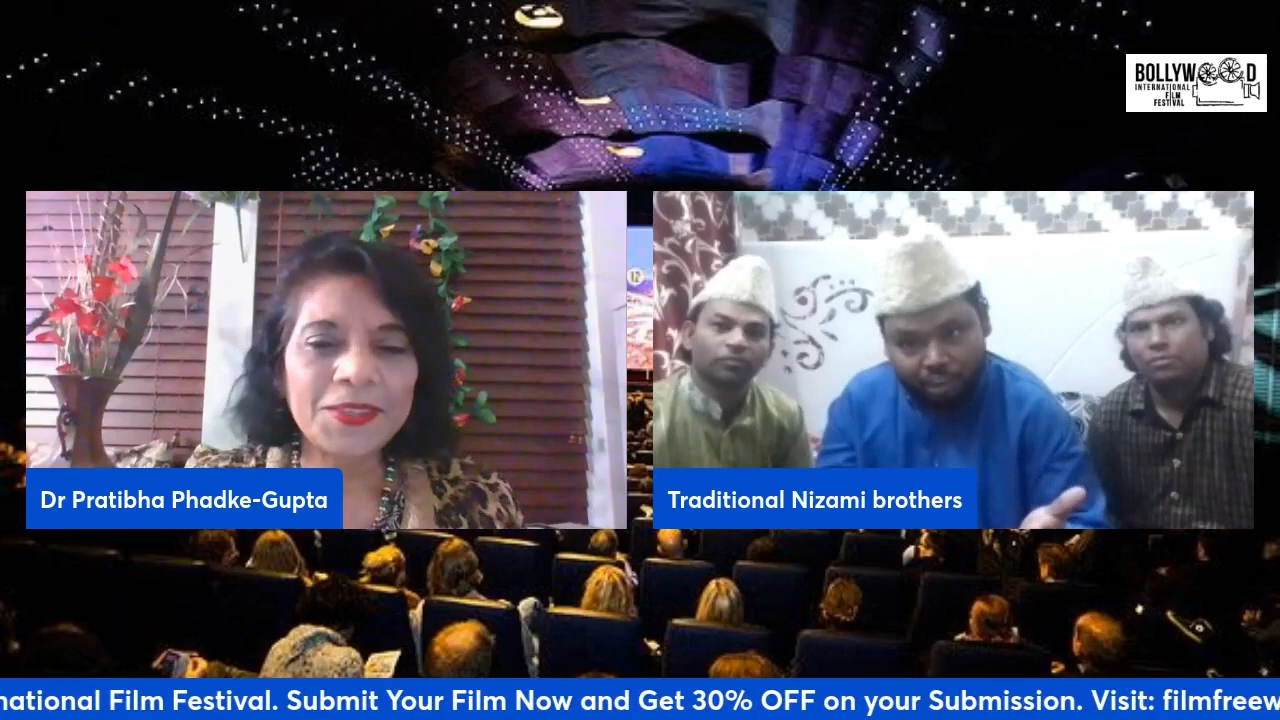 BOLLYWOOD
INTERNATIONAL
FILM
FESTIVAL
12
Dr Pratibha Phadke-Gupta
Traditional Nizami brothers
national Film Festival. Submit Your Film Now and Get 30% OFF on your Submission. Visit: filmfreew